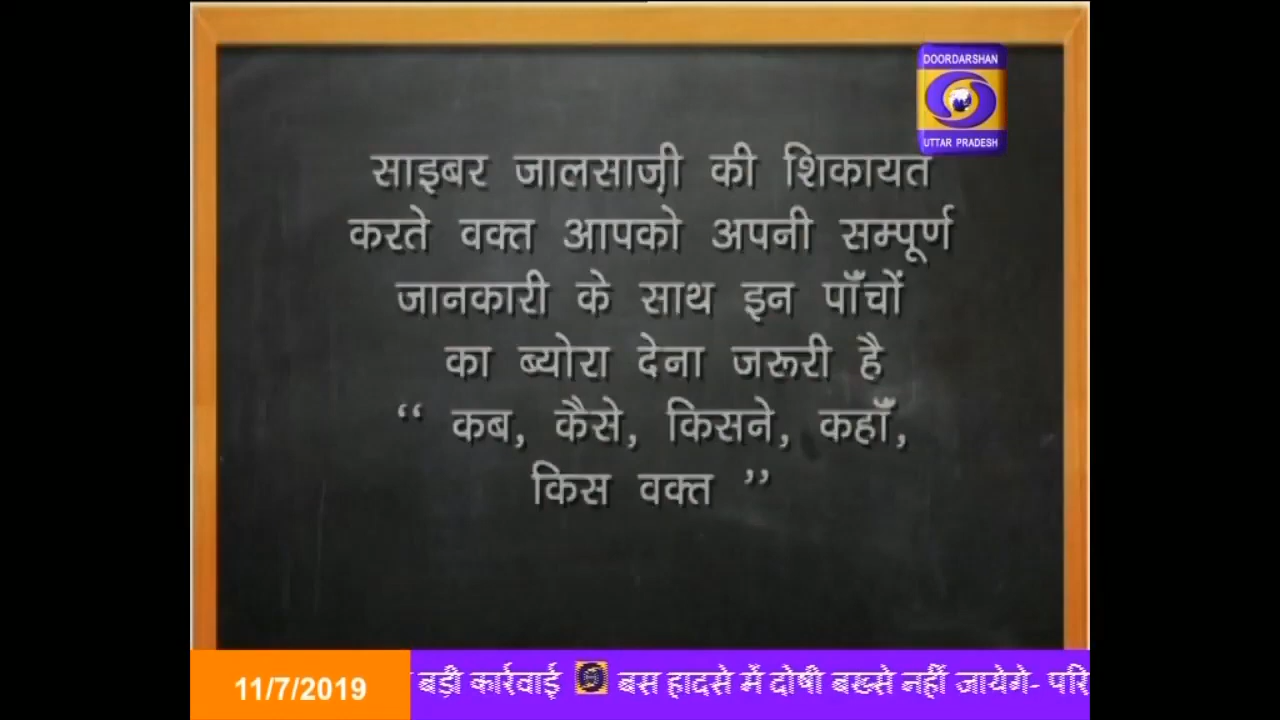 DOORDARSHAN
UTTAR PRADESH
साइबर जालसाज़ी की शिकायत
करते वक्त आपको अपनी सम्पूर्ण
जानकारी के साथ इन पाँचों
का ब्योरा देना जरूरी है
“ कब, कैसे, किसने, कहाँ,
किस वक्त ”
11/7/2019
बड़ी कार्रवाई बस हादसे में दोषी बख्से नहीं जायेगे- परि